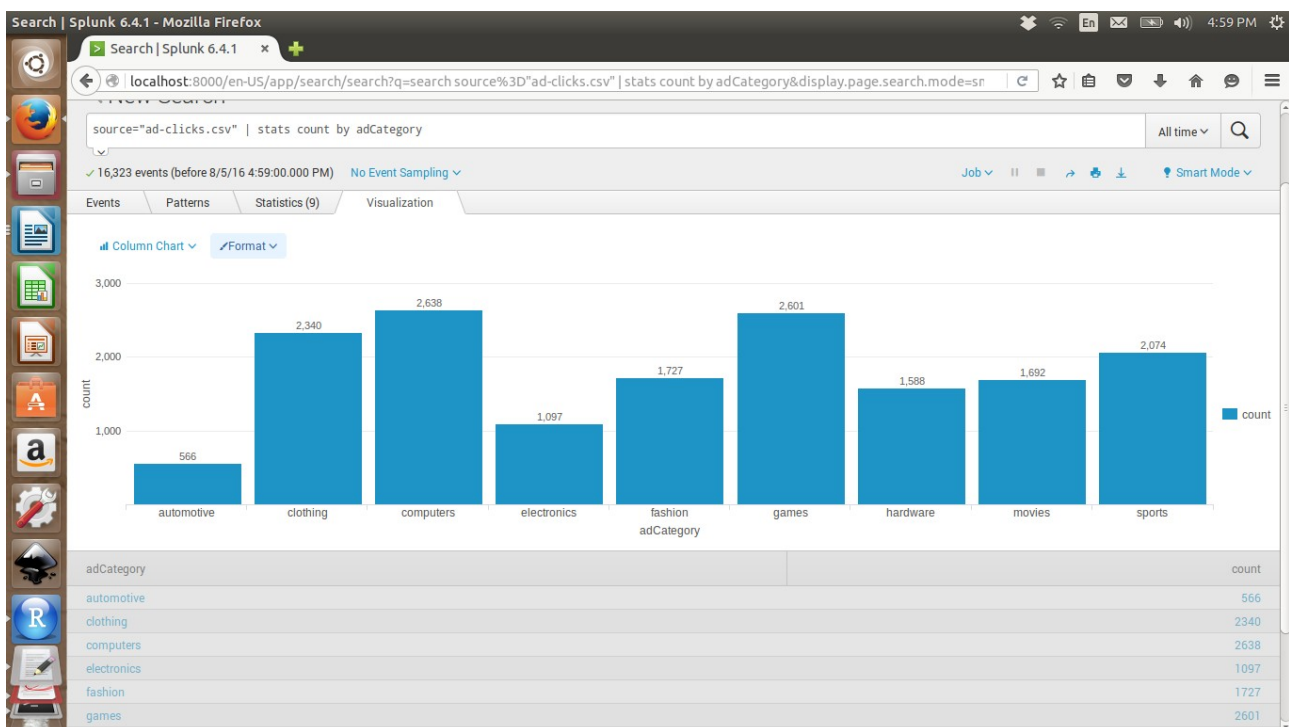 Search | Splunk 6.4.1 - Mozilla Firefox
En
4:59 PM
Search | Splunk 6.4.1
localhost:8000/en-US/app/search/search?q=search source%3D"ad-clicks.csv" | stats count by adCategory&display.page.search.mode=sm
New Search
source="ad-clicks.csv" | stats count by adCategory
All time
16,323 events (before 8/5/16 4:59:00.000 PM)
No Event Sampling
Job
Smart Mode
Events
Patterns
Statistics (9)
Visualization
Column Chart
Format
3,000
2,000
1,000
count
566
2,340
2,638
1,097
1,727
2,601
1,588
1,692
2,074
count
automotive
clothing
computers
electronics
fashion
games
hardware
movies
sports
adCategory
adCategory count
automotive 566
clothing 2340
computers 2638
electronics 1097
fashion 1727
games 2601
a
R